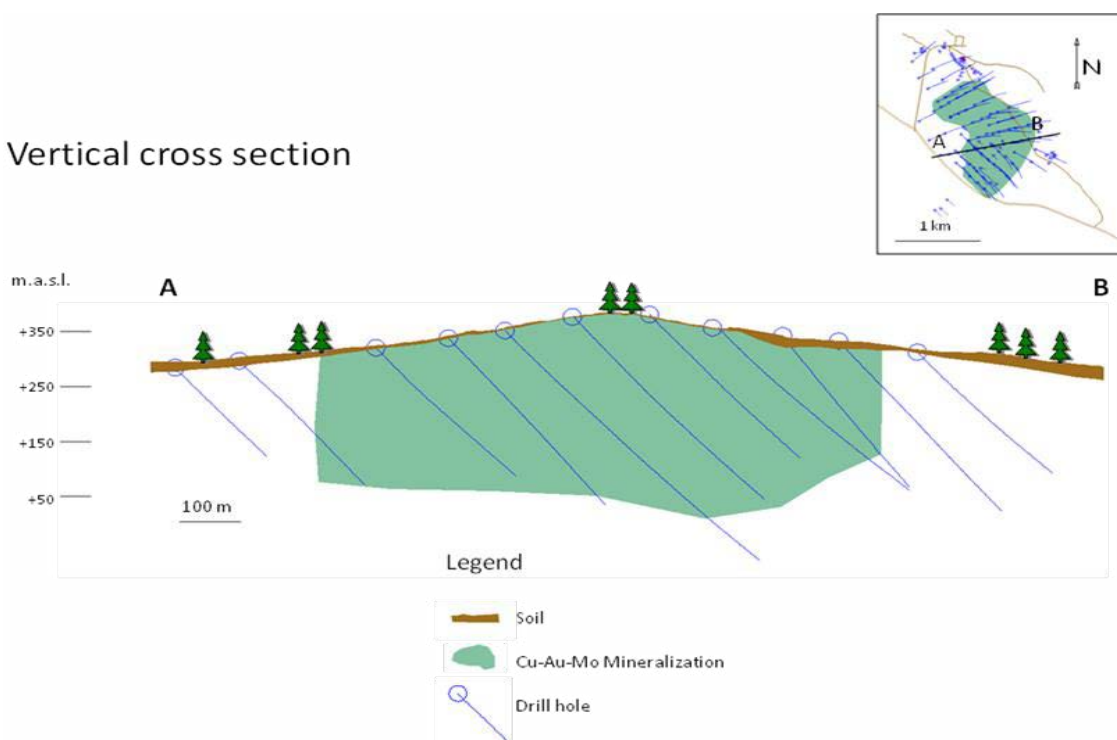 N
B
A
1 km
Vertical cross section
m.a.s.l.
A
B
+350
+250
+150
+50
100 m
Legend
Soil
Cu-Au-Mo Mineralization
Drill hole